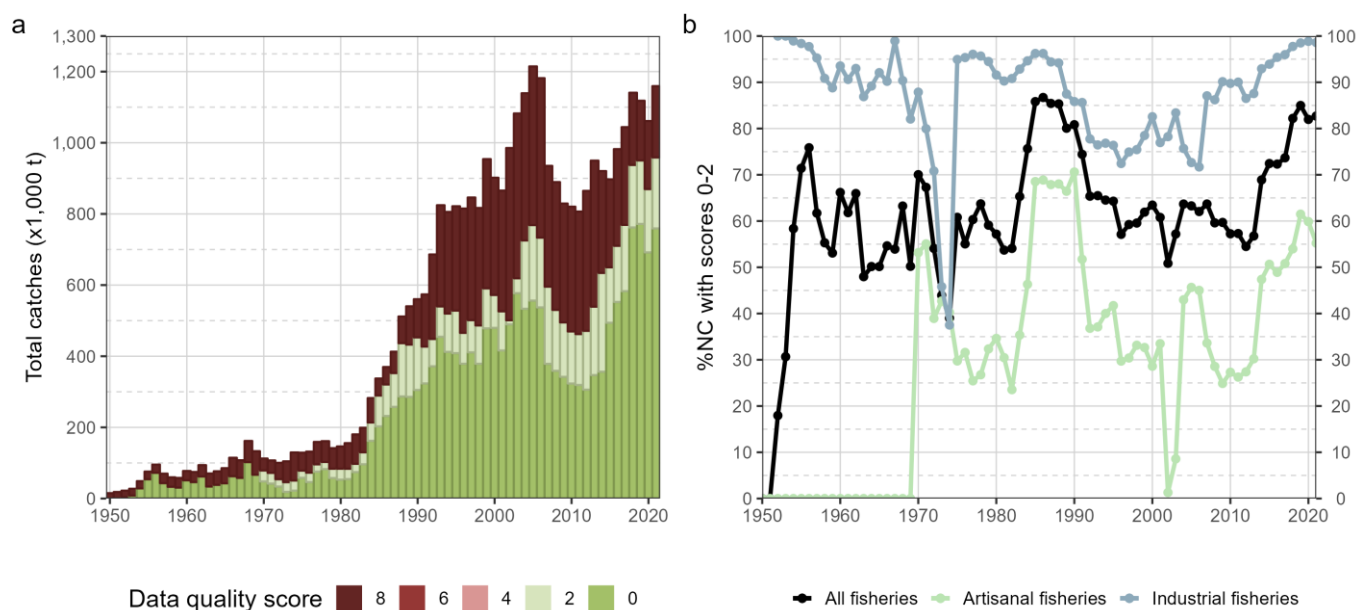 a
Total catches (x1,000 t)
1,300
1,200
1,000
800
600
400
200
0
1950 1960 1970 1980 1990 2000 2010 2020
Data quality score 8 6 4 2 0
b
%NC with scores 0-2
100 100
90 90
80 80
70 70
60 60
50 50
40 40
30 30
20 20
10 10
0 0
1950 1960 1970 1980 1990 2000 2010 2020
All fisheries Artisanal fisheries Industrial fisheries